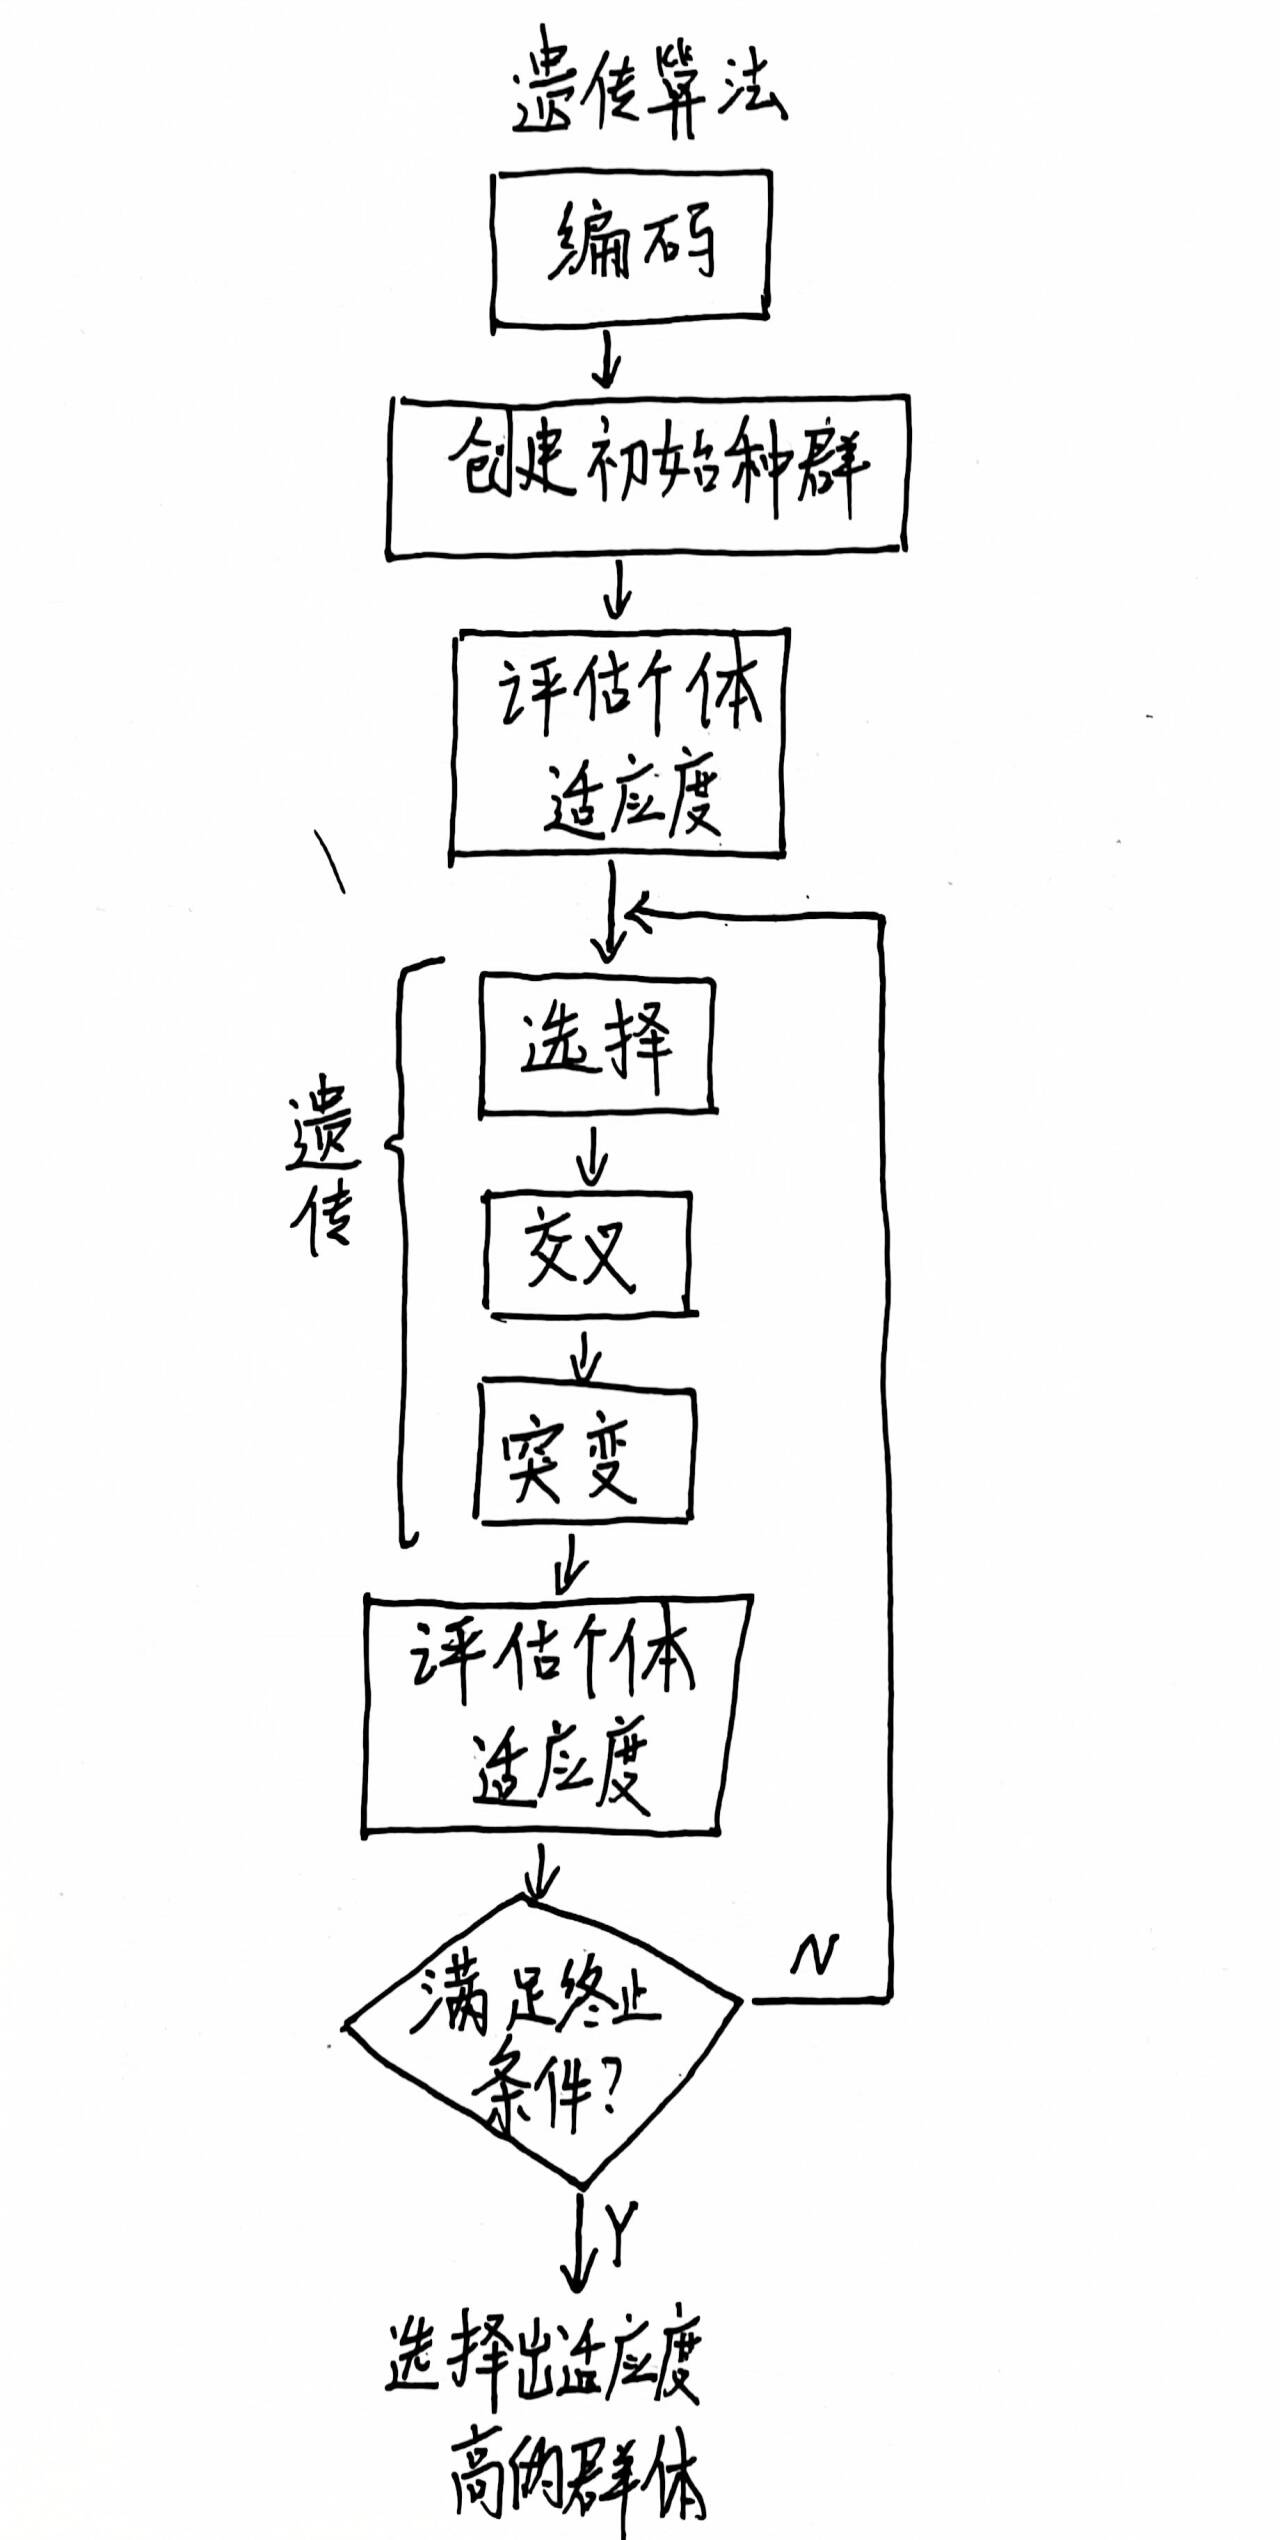 遗传算法
编码
创建初始种群
评估个体
适应度
选择
遗传
交叉
突变
评估个体
适应度
满足终止
条件?
N
Y
选择出适应度
高的群体